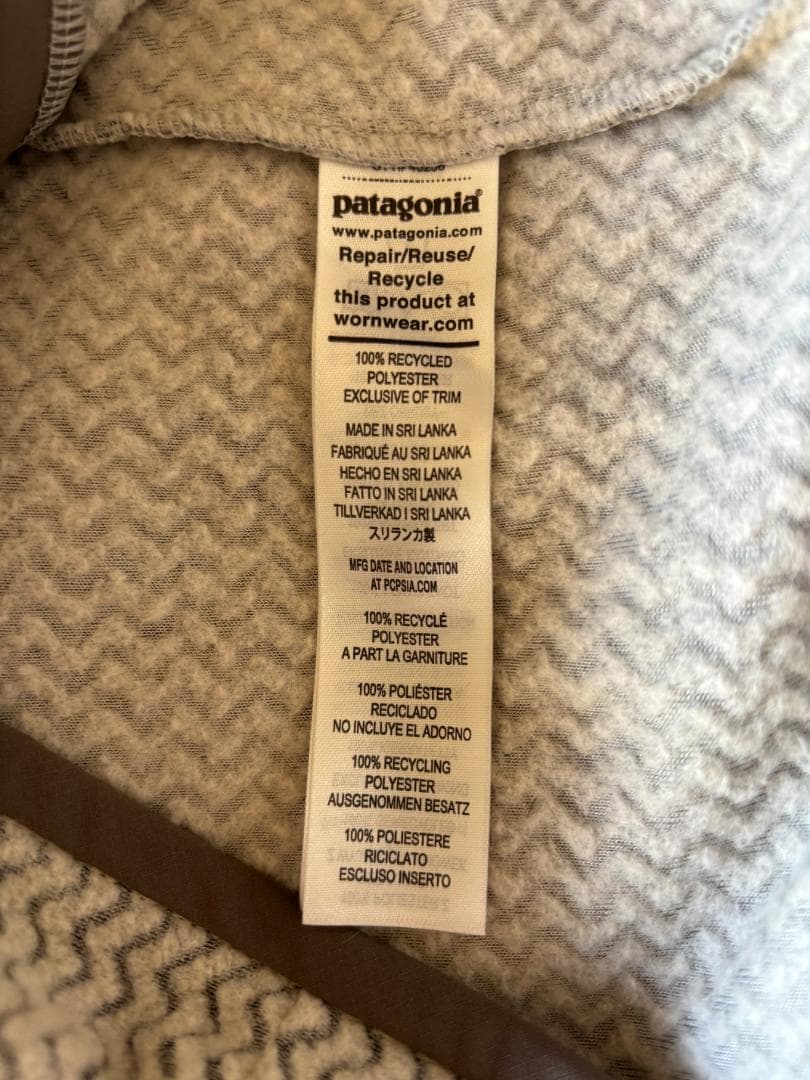 patagonia®
www.patagonia.com
Repair/Reuse/
Recycle
this product at
wornwear.com
100% RECYCLED
POLYESTER
EXCLUSIVE OF TRIM
MADE IN SRI LANKA
FABRIQUÉ AU SRI LANKA
HECHO EN SRI LANKA
FATTO IN SRI LANKA
TILLVERKAD I SRI LANKA
スリランカ製
MFG DATE AND LOCATION
AT PCPSIA.COM
100% RECYCLÉ
POLYESTER
A PART LA GARNITURE
100% POLIÉSTER
RECICLADO
NO INCLUYE EL ADORNO
100% RECYCLING
POLYESTER
AUSGENOMMEN BESATZ
100% POLIESTERE
RICICLATO
ESCLUSO INSERTO